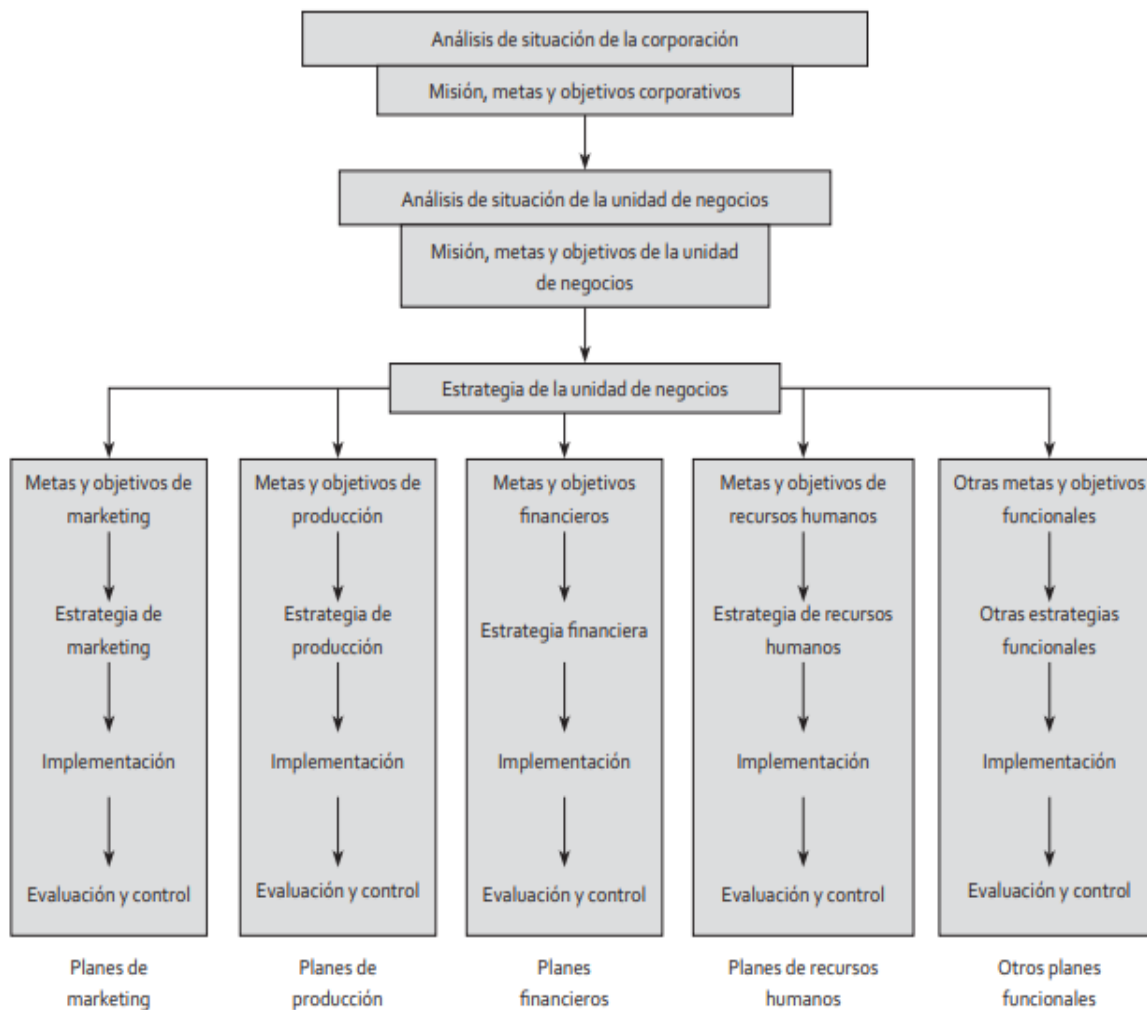 Análisis de situación de la corporación
Misión, metas y objetivos corporativos
Análisis de situación de la unidad de negocios
Misión, metas y objetivos de la unidad
de negocios
Estrategia de la unidad de negocios
Metas y objetivos de
marketing
Estrategia de
marketing
Implementación
Evaluación y control
Planes de
marketing
Metas y objetivos de
producción
Estrategia de
producción
Implementación
Evaluación y control
Planes de
producción
Metas y objetivos
financieros
Estrategia financiera
Implementación
Evaluación y control
Planes
financieros
Metas y objetivos de
recursos humanos
Estrategia de recursos
humanos
Implementación
Evaluación y control
Planes de recursos
humanos
Otras metas y objetivos
funcionales
Otras estrategias
funcionales
Implementación
Evaluación y control
Otros planes
funcionales